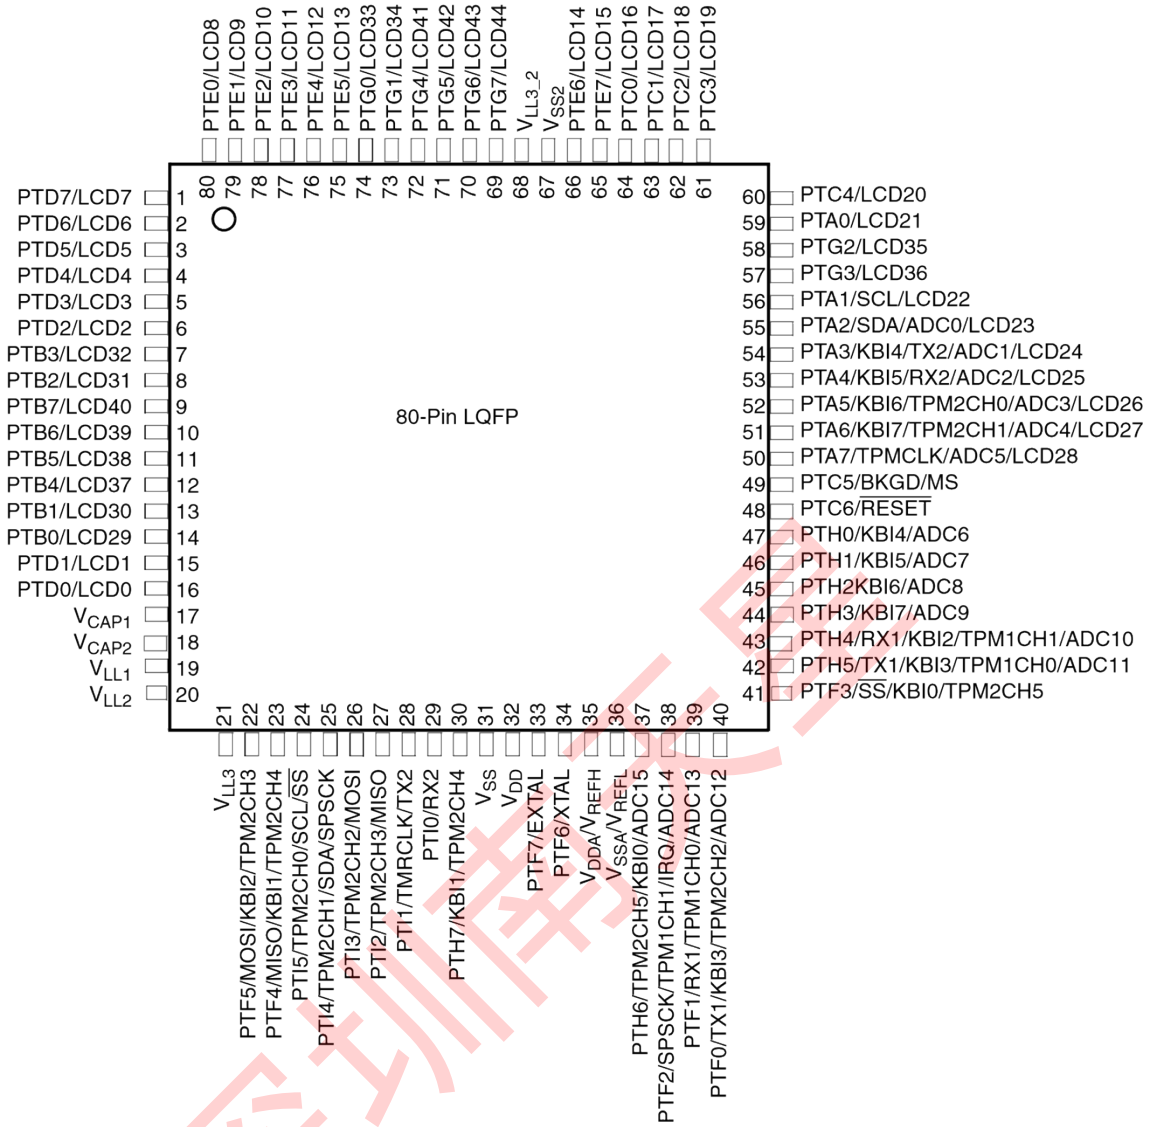 PTE0/LCD8
PTE1/LCD9
PTE2/LCD10
PTE3/LCD11
PTE4/LCD12
PTE5/LCD13
PTG0/LCD33
PTG1/LCD34
PTG4/LCD41
PTG5/LCD42
PTG6/LCD43
PTG7/LCD44
VLL3_2
VSS2
PTE6/LCD14
PTE7/LCD15
PTC0/LCD16
PTC1/LCD17
PTC2/LCD18
PTC3/LCD19
80 79 78 77 76 75 74 73 72 71 70 69 68 67 66 65 64 63 62 61
PTD7/LCD7 1
PTD6/LCD6 2
PTD5/LCD5 3
PTD4/LCD4 4
PTD3/LCD3 5
PTD2/LCD2 6
PTB3/LCD32 7
PTB2/LCD31 8
PTB7/LCD40 9
PTB6/LCD39 10
PTB5/LCD38 11
PTB4/LCD37 12
PTB1/LCD30 13
PTB0/LCD29 14
PTD1/LCD1 15
PTD0/LCD0 16
VCAP1 17
VCAP2 18
VLL1 19
VLL2 20
80-Pin LQFP
60 PTC4/LCD20
59 PTA0/LCD21
58 PTG2/LCD35
57 PTG3/LCD36
56 PTA1/SCL/LCD22
55 PTA2/SDA/ADC0/LCD23
54 PTA3/KBI4/TX2/ADC1/LCD24
53 PTA4/KBI5/RX2/ADC2/LCD25
52 PTA5/KBI6/TPM2CH0/ADC3/LCD26
51 PTA6/KBI7/TPM2CH1/ADC4/LCD27
50 PTA7/TPMCLK/ADC5/LCD28
49 PTC5/BKGD/MS
48 PTC6/RESET
47 PTH0/KBI4/ADC6
46 PTH1/KBI5/ADC7
45 PTH2KBI6/ADC8
44 PTH3/KBI7/ADC9
43 PTH4/RX1/KBI2/TPM1CH1/ADC10
42 PTH5/TX1/KBI3/TPM1CH0/ADC11
41 PTF3/SS/KBI0/TPM2CH5
21 22 23 24 25 26 27 28 29 30 31 32 33 34 35 36 37 38 39 40
VLL3
PTF5/MOSI/KBI2/TPM2CH3
PTF4/MISO/KBI1/TPM2CH4
PTI5/TPM2CH0/SCL/SS
PTI4/TPM2CH1/SDA/SPSCK
PTI3/TPM2CH2/MOSI
PTI2/TPM2CH3/MISO
PTI1/TMRCLK/TX2
PTI0/RX2
PTH7/KBI1/TPM2CH4
VSS
VDD
PTF7/EXTAL
PTF6/XTAL
VDDA/VREFH
VSSA/VREFL
PTH6/TPM2CH5/KBI0/ADC15
PTF2/SPSCK/TPM1CH1/IRQ/ADC14
PTF1/RX1/TPM1CH0/ADC13
PTF0/TX1/KBI3/TPM2CH2/ADC12
深圳南天星